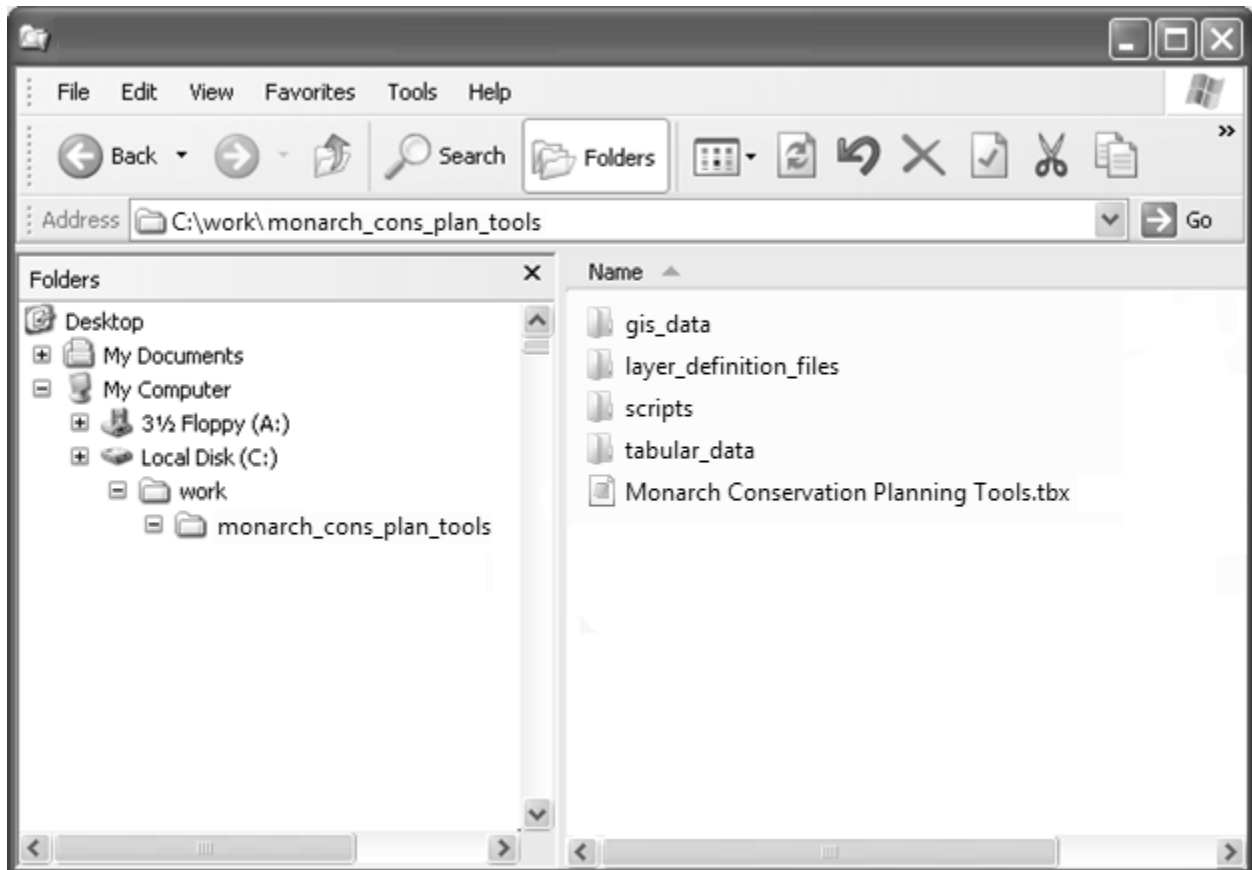 File Edit View Favorites Tools Help
Back Search Folders
Address C:\work\monarch_cons_plan_tools Go
Folders
Desktop
My Documents
My Computer
3½ Floppy (A:)
Local Disk (C:)
work
monarch_cons_plan_tools
Name
gis_data
layer_definition_files
scripts
tabular_data
Monarch Conservation Planning Tools.tbx